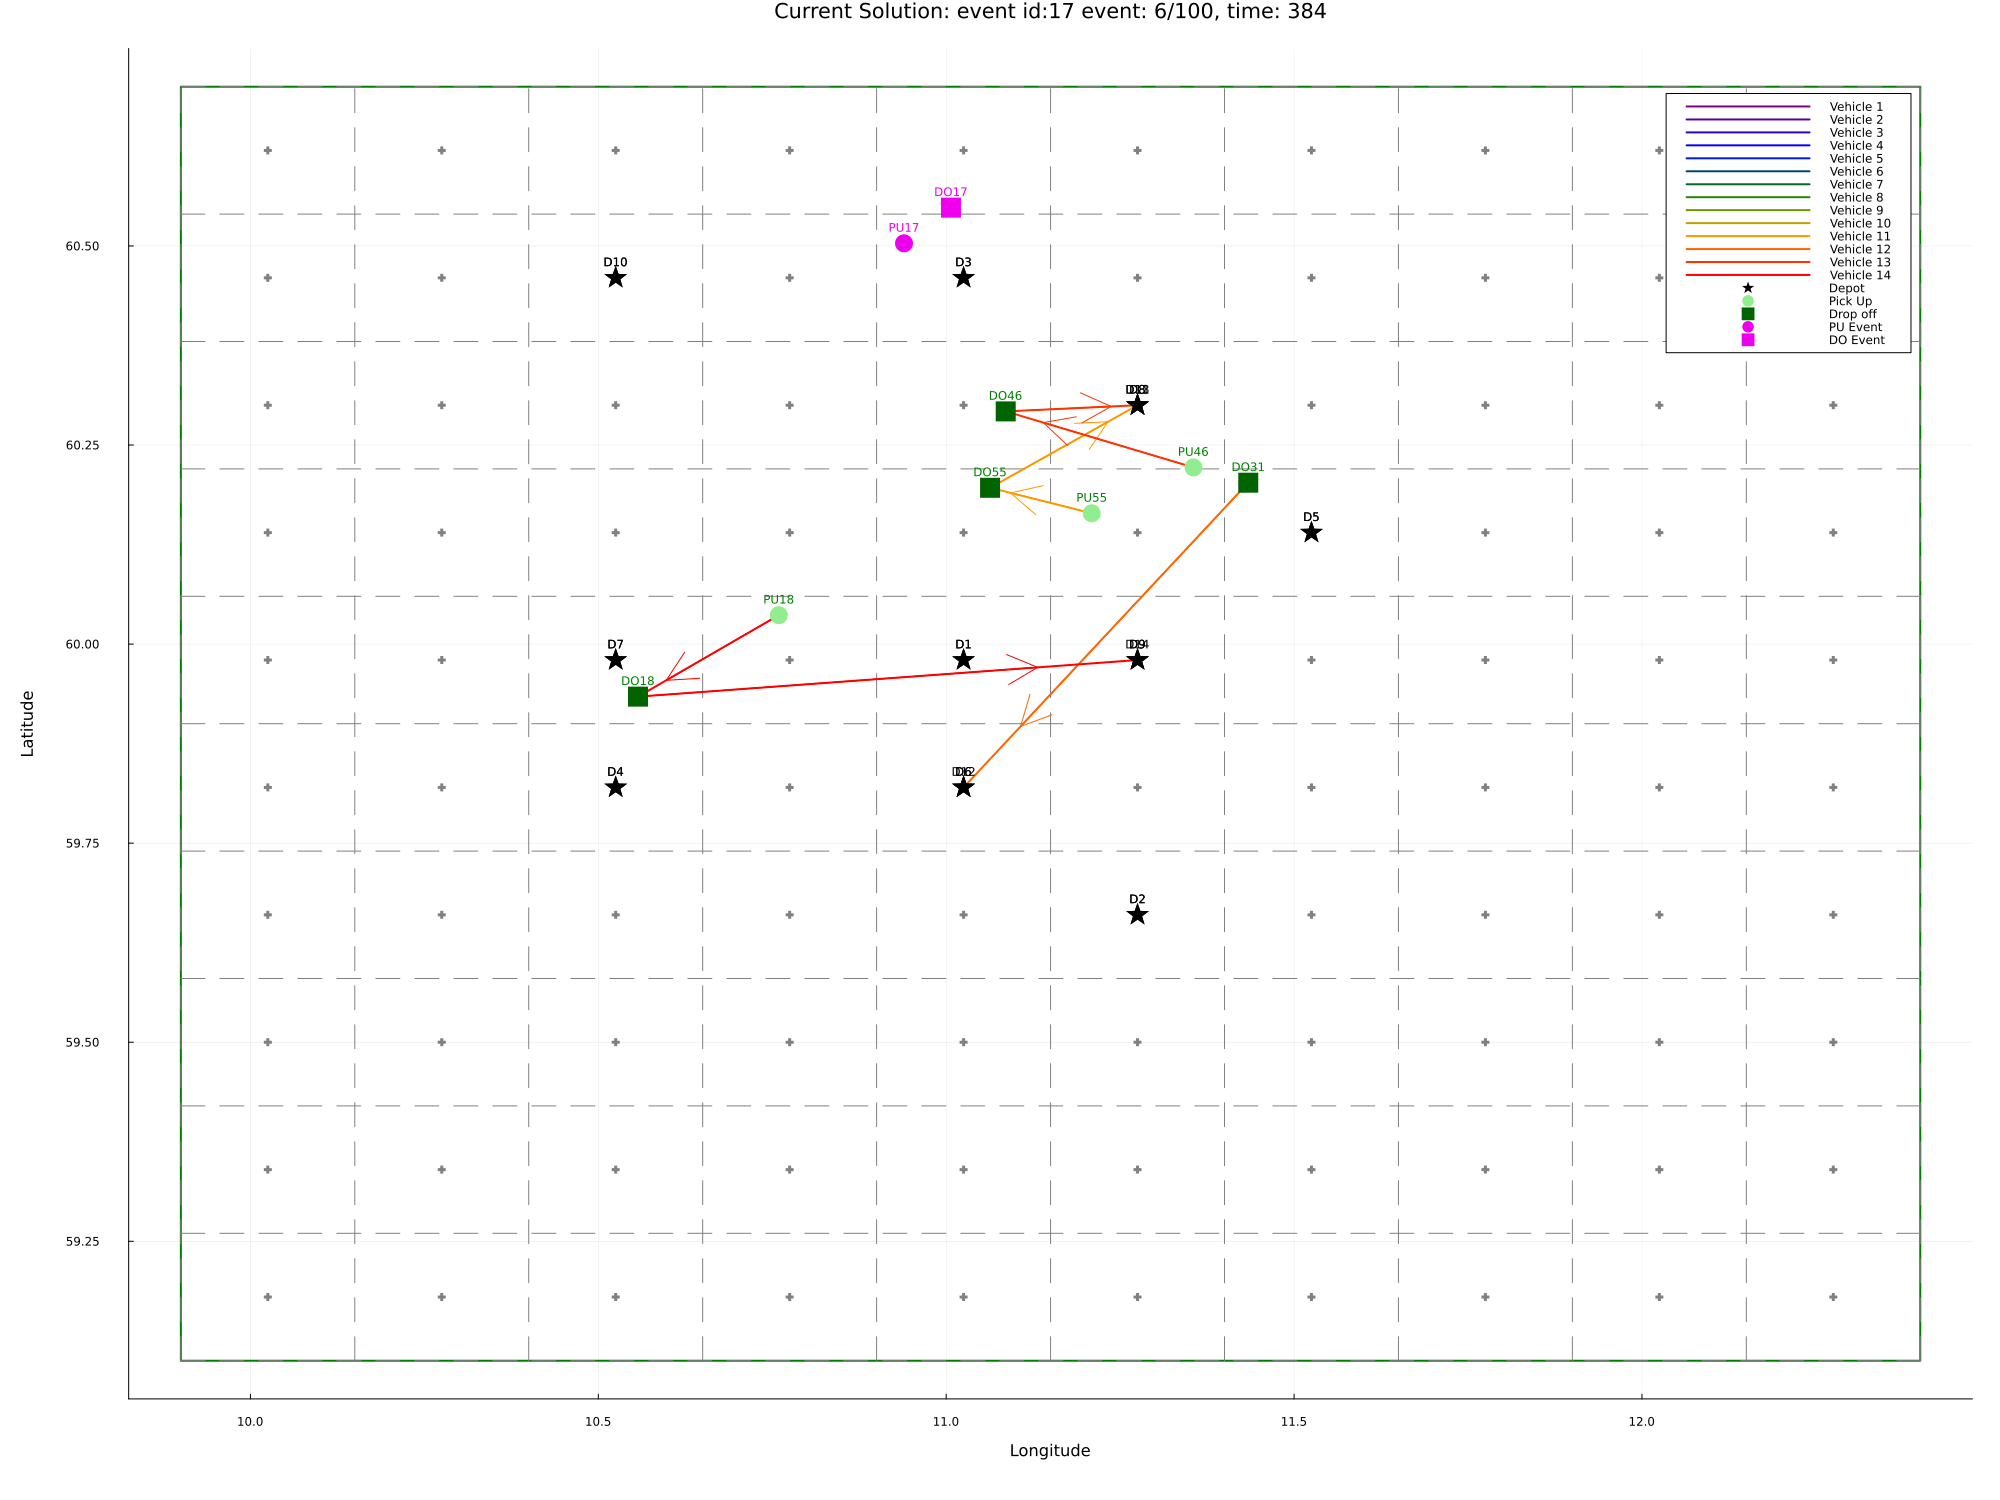 Current Solution: event id:17 event: 6/100, time: 384
Vehicle 1
Vehicle 2
Vehicle 3
Vehicle 4
Vehicle 5
Vehicle 6
Vehicle 7
Vehicle 8
Vehicle 9
Vehicle 10
Vehicle 11
Vehicle 12
Vehicle 13
Vehicle 14
Depot
Pick Up
Drop off
PU Event
DO Event
DO17
PU17
60.50
D10
D3
DO46
60.25
PU46
DO31
DO55
PU55
D5
PU18
60.00
D7
D1
DO18
Latitude
D4
59.75
D2
59.50
59.25
10.0
10.5
11.0
11.5
12.0
Longitude